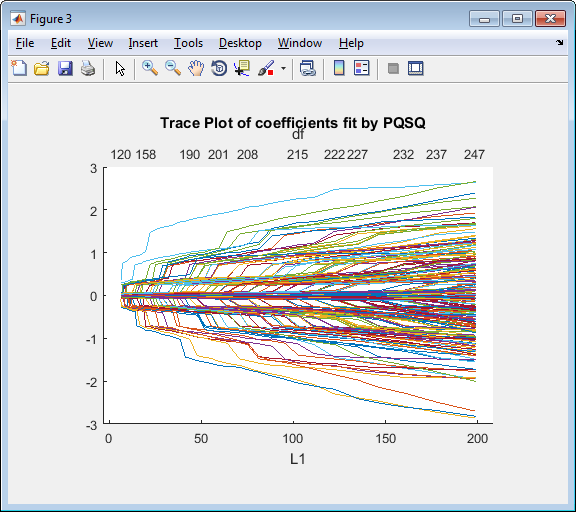 Figure 3
File Edit View Insert Tools Desktop Window Help
Trace Plot of coefficients fit by PQSQ
df
120 158 190 201 208 215 222 227 232 237 247
3
2
1
0
-1
-2
-3
0 50 100 150 200
L1